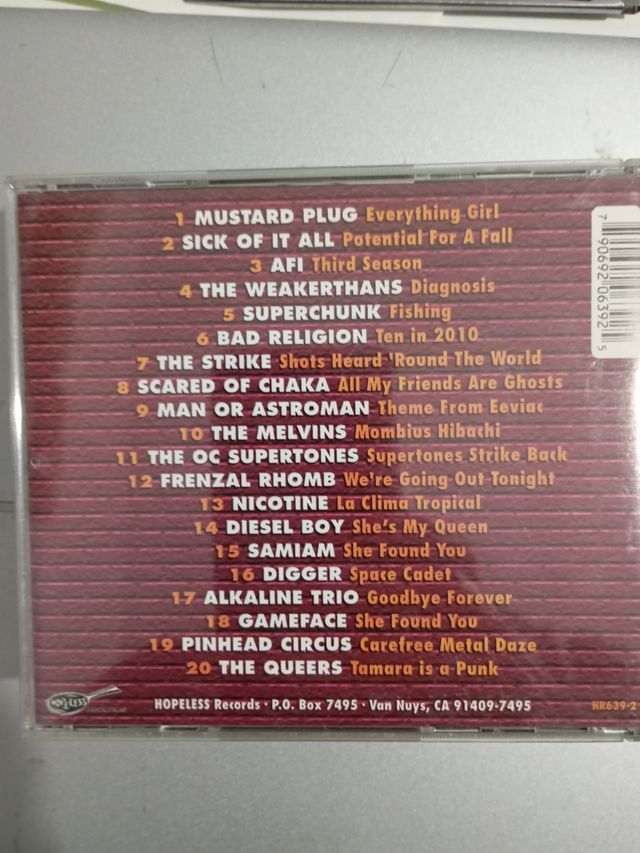 1 MUSTARD PLUG Everything Girl
2 SICK OF IT ALL Potential For A Fall
3 AFI Third Season
4 THE WEAKERTHANS Diagnosis
5 SUPERCHUNK Fishing
6 BAD RELIGION Ten in 2010
7 THE STRIKE Shots Heard 'Round The World
8 SCARED OF CHAKA All My Friends Are Ghosts
9 MAN OR ASTROMAN Theme From Eeviac
10 THE MELVINS Mombius Hibachi
11 THE OC SUPERTONES Supertones Strike Back
12 FRENZAL RHOMB We're Going Out Tonight
13 NICOTINE La Clima Tropical
14 DIESEL BOY She's My Queen
15 SAMIAM She Found You
16 DIGGER Space Cadet
17 ALKALINE TRIO Goodbye Forever
18 GAMEFACE She Found You
19 PINHEAD CIRCUS Carefree Metal Daze
20 THE QUEERS Tamara is a Punk
7 90692 06392 5
HOPELESS
HOPELESS Records · P.O. Box 7495 · Van Nuys, CA 91409-7495
HR639-2